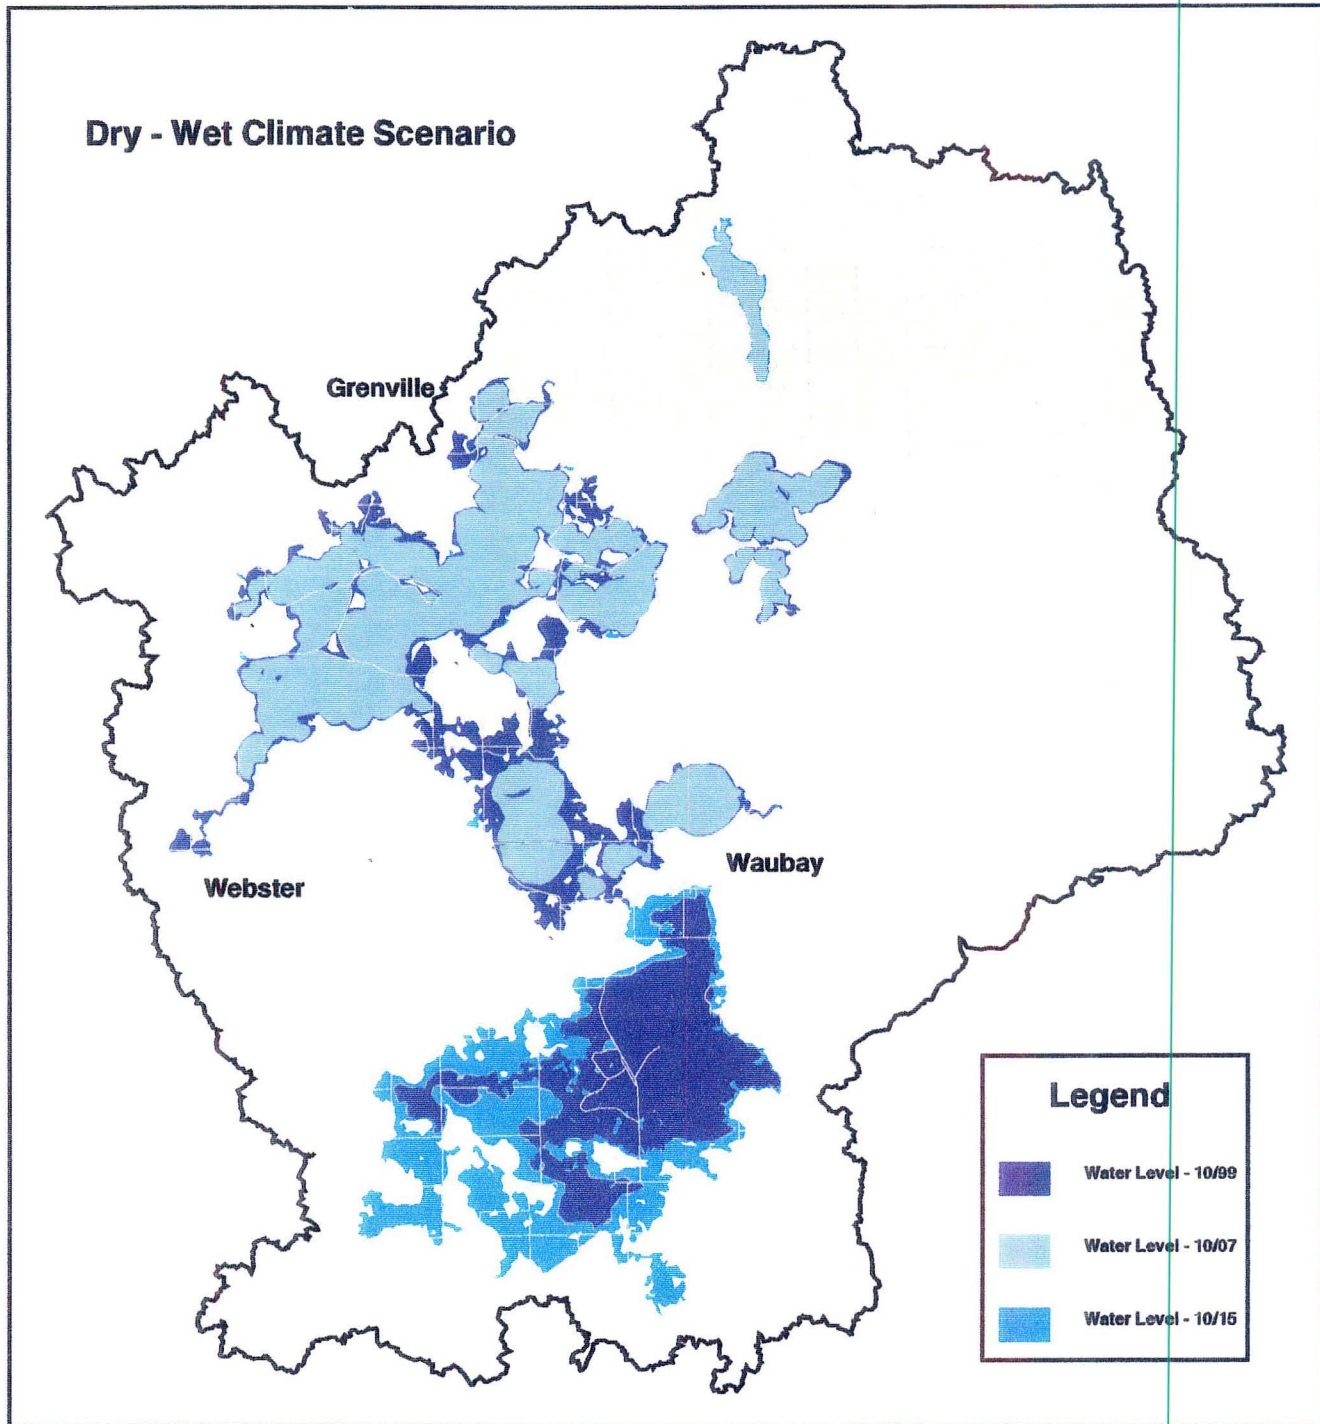 Dry - Wet Climate Scenario
Grenville
Webster
Waubay
Legend
Water Level - 10/99
Water Level - 10/07
Water Level - 10/15